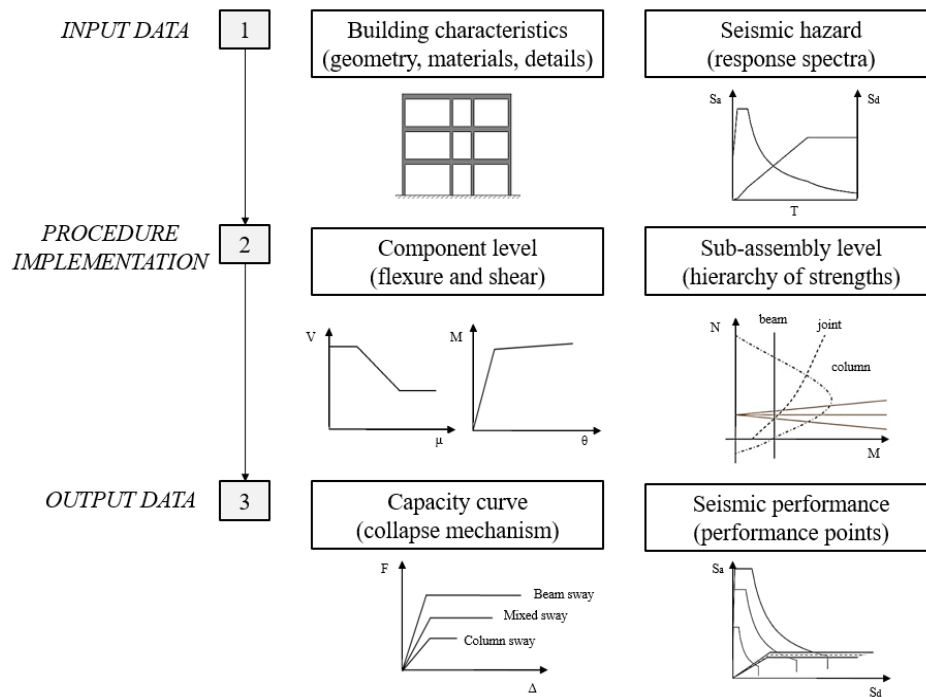 INPUT DATA
1
Building characteristics
(geometry, materials, details)
Seismic hazard
(response spectra)
Sa
Sd
T
PROCEDURE
IMPLEMENTATION
2
Component level
(flexure and shear)
Sub-assembly level
(hierarchy of strengths)
V
μ
M
θ
N
beam
joint
column
M
OUTPUT DATA
3
Capacity curve
(collapse mechanism)
Seismic performance
(performance points)
F
Beam sway
Mixed sway
Column sway
Δ
Sa
Sd